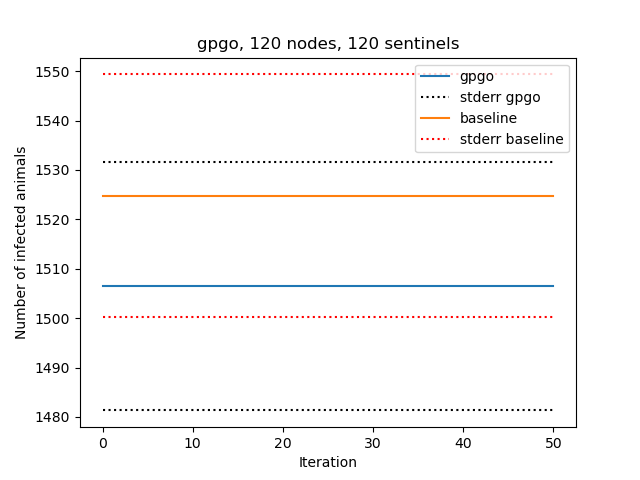 gpgo, 120 nodes, 120 sentinels
1550
1540
1530
1520
1510
1500
1490
1480
Number of infected animals
gpgo
stderr gpgo
baseline
stderr baseline
0 10 20 30 40 50
Iteration